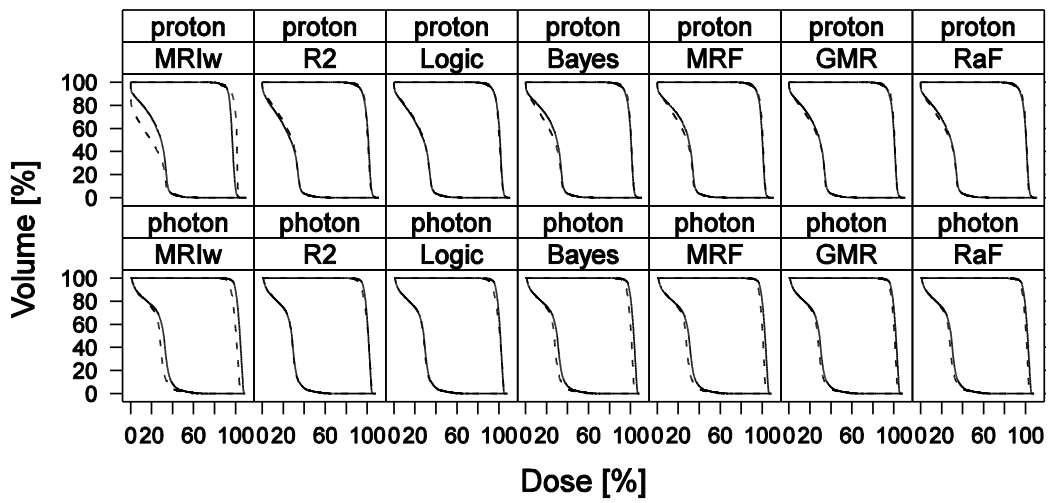 proton proton proton proton proton proton proton
MRIw R2 Logic Bayes MRF GMR RaF
100
80
60
40
20
0
Volume [%]
photon photon photon photon photon photon photon
MRIw R2 Logic Bayes MRF GMR RaF
100
80
60
40
20
0
0 20 60 100 0 20 60 100 0 20 60 100 0 20 60 100 0 20 60 100 0 20 60 100 0 20 60 100
Dose [%]